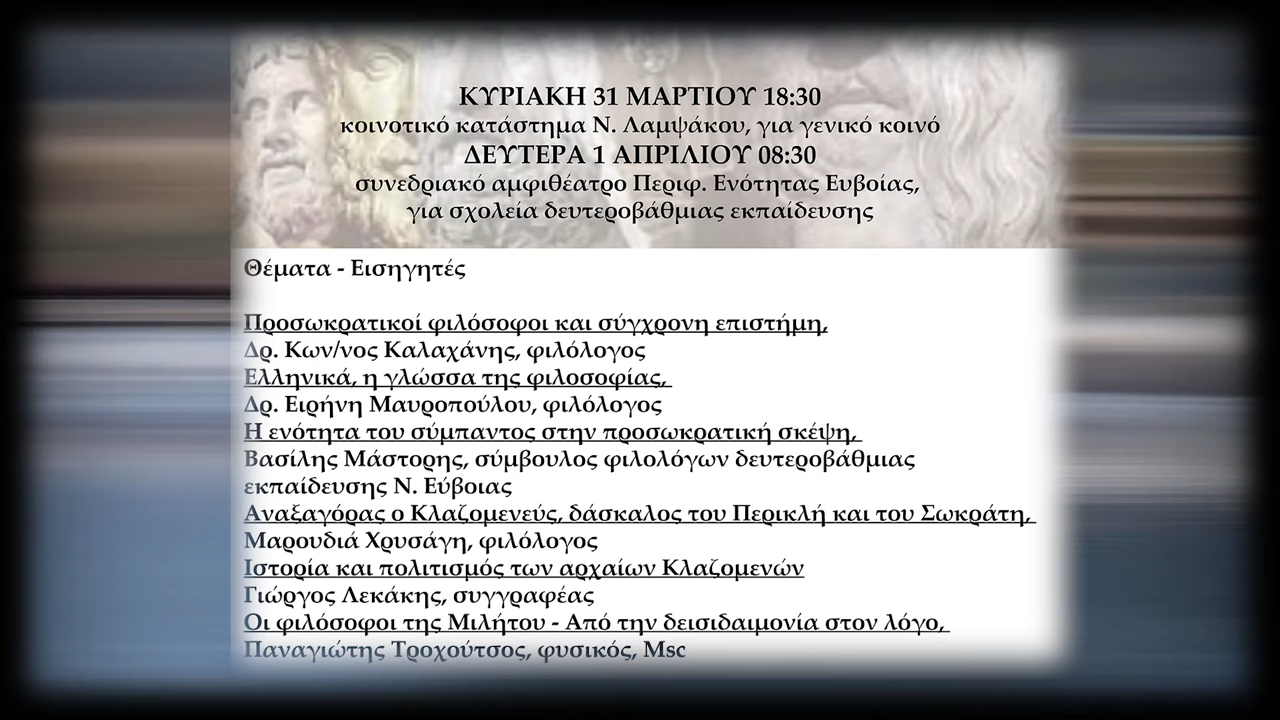 ΚΥΡΙΑΚΗ 31 ΜΑΡΤΙΟΥ 18:30
κοινοτικό κατάστημα Ν. Λαμψάκου, για γενικό κοινό
ΔΕΥΤΕΡΑ 1 ΑΠΡΙΛΙΟΥ 08:30
συνεδριακό αμφιθέατρο Περιφ. Ενότητας Ευβοίας,
για σχολεία δευτεροβάθμιας εκπαίδευσης
Θέματα - Εισηγητές
Προσωκρατικοί φιλόσοφοι και σύγχρονη επιστήμη,
Δρ. Κων/νος Καλαχάνης, φιλόλογος
Ελληνικά, η γλώσσα της φιλοσοφίας,
Δρ. Ειρήνη Μαυροπούλου, φιλόλογος
Η ενότητα του σύμπαντος στην προσωκρατική σκέψη,
Βασίλης Μάστορης, σύμβουλος φιλολόγων δευτεροβάθμιας
εκπαίδευσης Ν. Εύβοιας
Αναξαγόρας ο Κλαζομενεύς, δάσκαλος του Περικλή και του Σωκράτη,
Μαρουδιά Χρυσάγη, φιλόλογος
Ιστορία και πολιτισμός των αρχαίων Κλαζομενών
Γιώργος Λεκάκης, συγγραφέας
Οι φιλόσοφοι της Μιλήτου - Από την δεισιδαιμονία στον λόγο,
Παναγιώτης Τροχούτσος, φυσικός, Msc